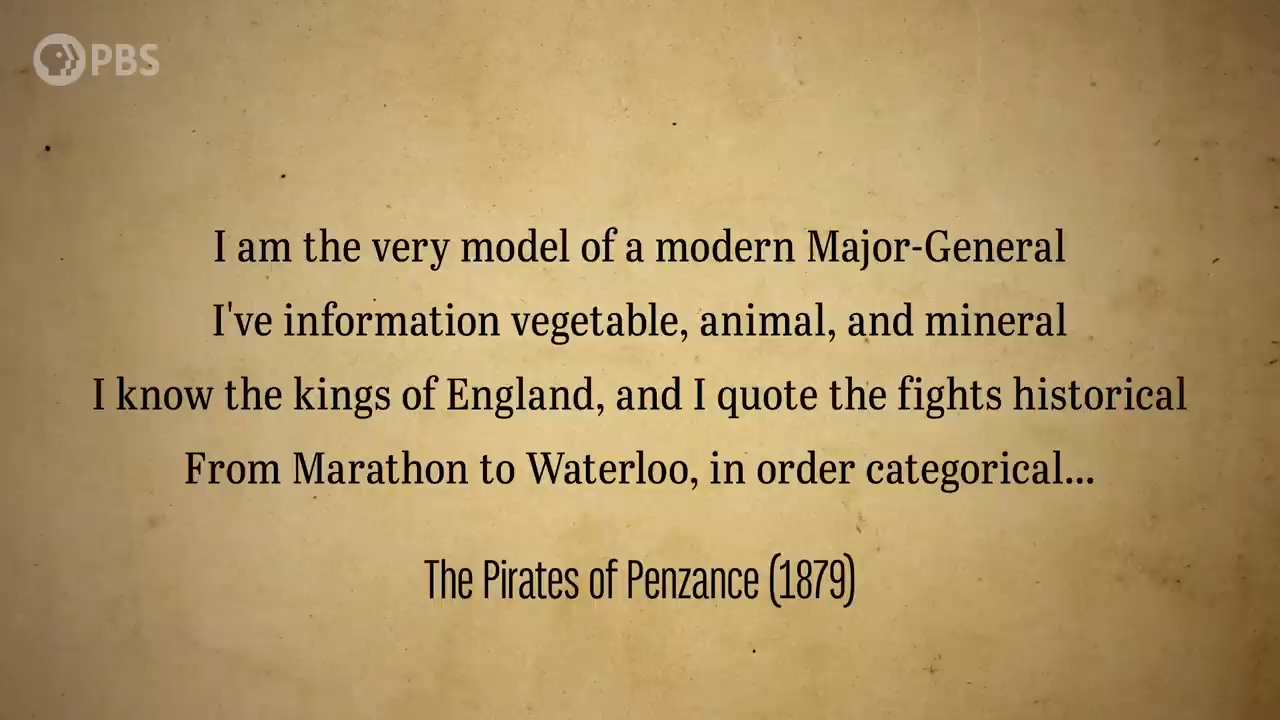 PBS
I am the very model of a modern Major-General
I've information vegetable, animal, and mineral
I know the kings of England, and I quote the fights historical
From Marathon to Waterloo, in order categorical...
The Pirates of Penzance (1879)